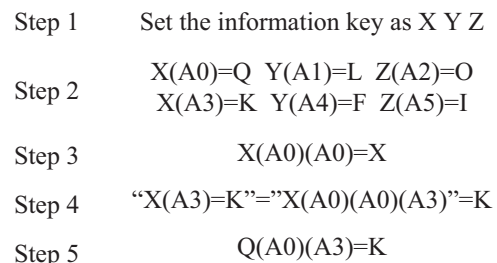 Step 1 Set the information key as X Y Z
Step 2 X(A0)=Q Y(A1)=L Z(A2)=O
X(A3)=K Y(A4)=F Z(A5)=I
Step 3 X(A0)(A0)=X
Step 4 “X(A3)=K”=”X(A0)(A0)(A3)”=K
Step 5 Q(A0)(A3)=K